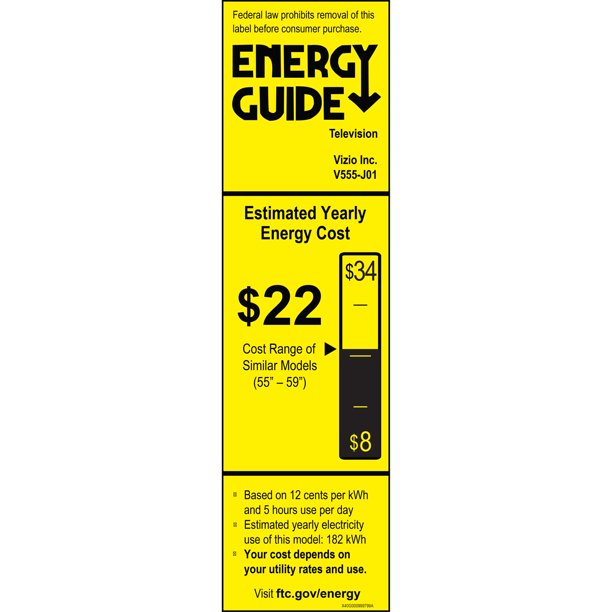 Federal law prohibits removal of this
label before consumer purchase.
ENERGY
GUIDE
Television
Vizio Inc.
V555-J01
Estimated Yearly
Energy Cost
$34
$22
Cost Range of
Similar Models
(55” – 59”)
$8
Based on 12 cents per kWh
and 5 hours use per day
Estimated yearly electricity
use of this model: 182 kWh
Your cost depends on
your utility rates and use.
Visit ftc.gov/energy